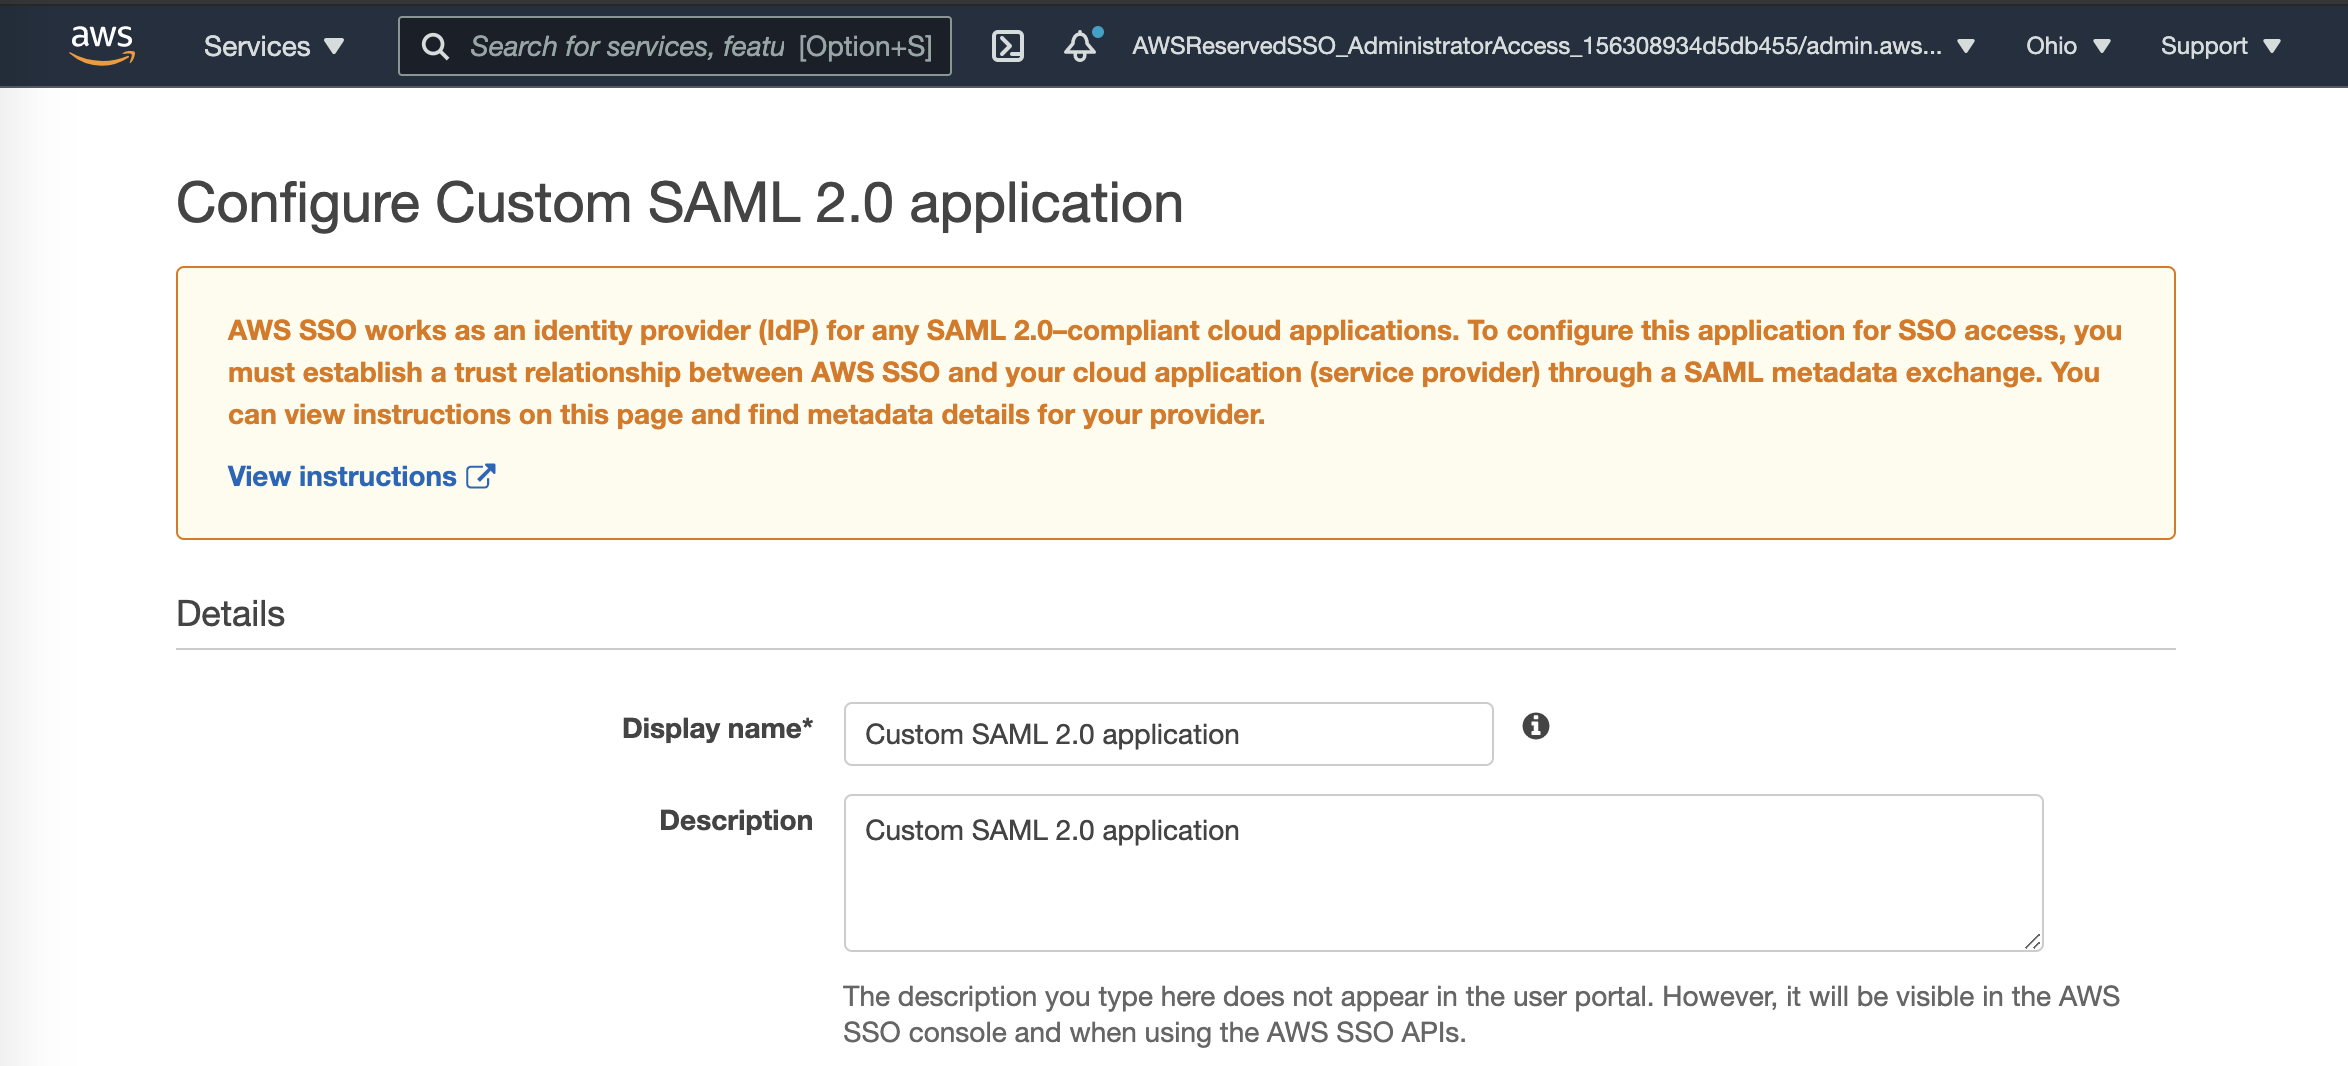 aws Services Search for services, featu [Option+S] AWSReservedSSO_AdministratorAccess_156308934d5db455/admin.aws... Ohio Support
Configure Custom SAML 2.0 application
AWS SSO works as an identity provider (IdP) for any SAML 2.0–compliant cloud applications. To configure this application for SSO access, you
must establish a trust relationship between AWS SSO and your cloud application (service provider) through a SAML metadata exchange. You
can view instructions on this page and find metadata details for your provider.
View instructions
Details
Display name* Custom SAML 2.0 application
Description Custom SAML 2.0 application
The description you type here does not appear in the user portal. However, it will be visible in the AWS
SSO console and when using the AWS SSO APIs.